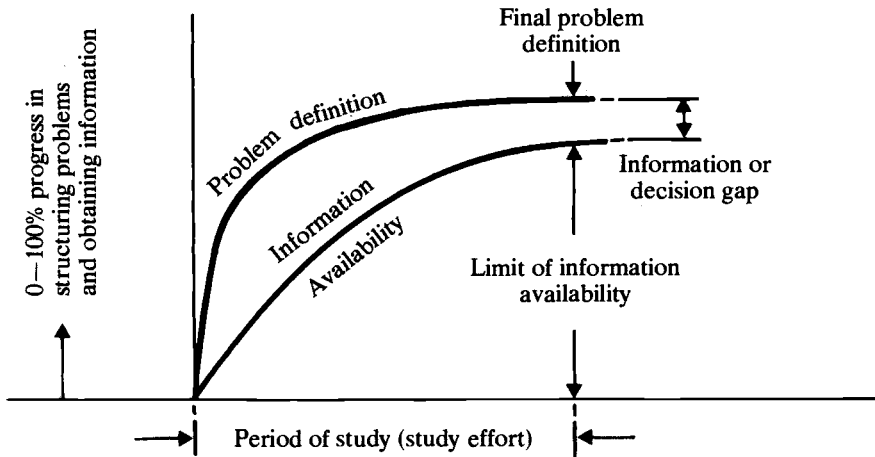 Final problem
definition
0—100% progress in
structuring problems
and obtaining information
Problem definition
Information
Availability
Information or
decision gap
Limit of information
availability
Period of study (study effort)